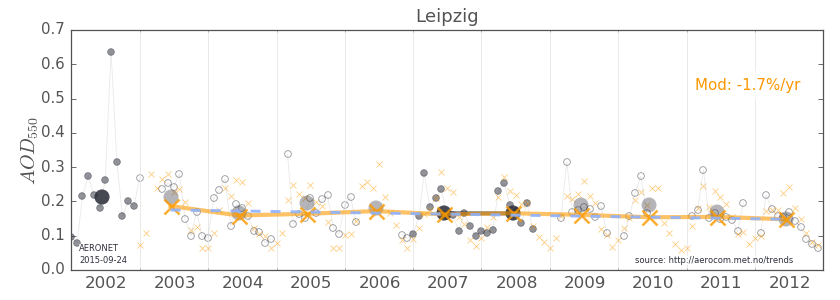 Leipzig
0.7
0.6
0.5
0.4
0.3
0.2
0.1
0.0
AOD550
Mod: -1.7%/yr
AERONET
2015-09-24
source: http://aerocom.met.no/trends
2002 2003 2004 2005 2006 2007 2008 2009 2010 2011 2012